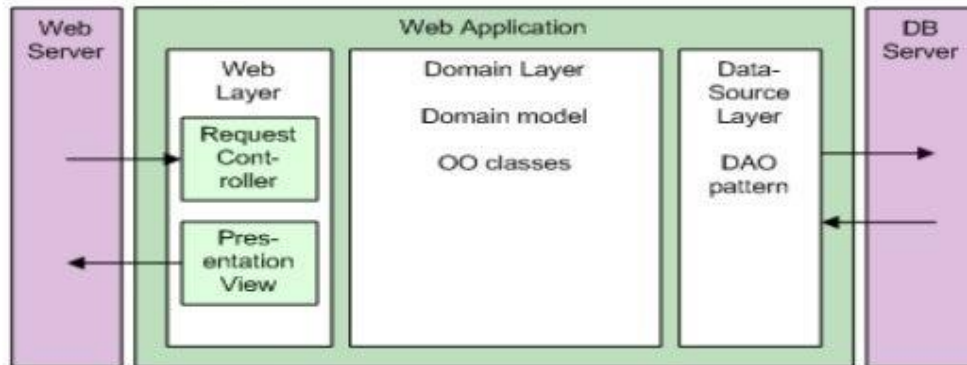 Web
Server
Web Application
DB
Server
Web
Layer
Request
Cont-
roller
Pres-
entation
View
Domain Layer
Domain model
OO classes
Data-
Source
Layer
DAO
pattern